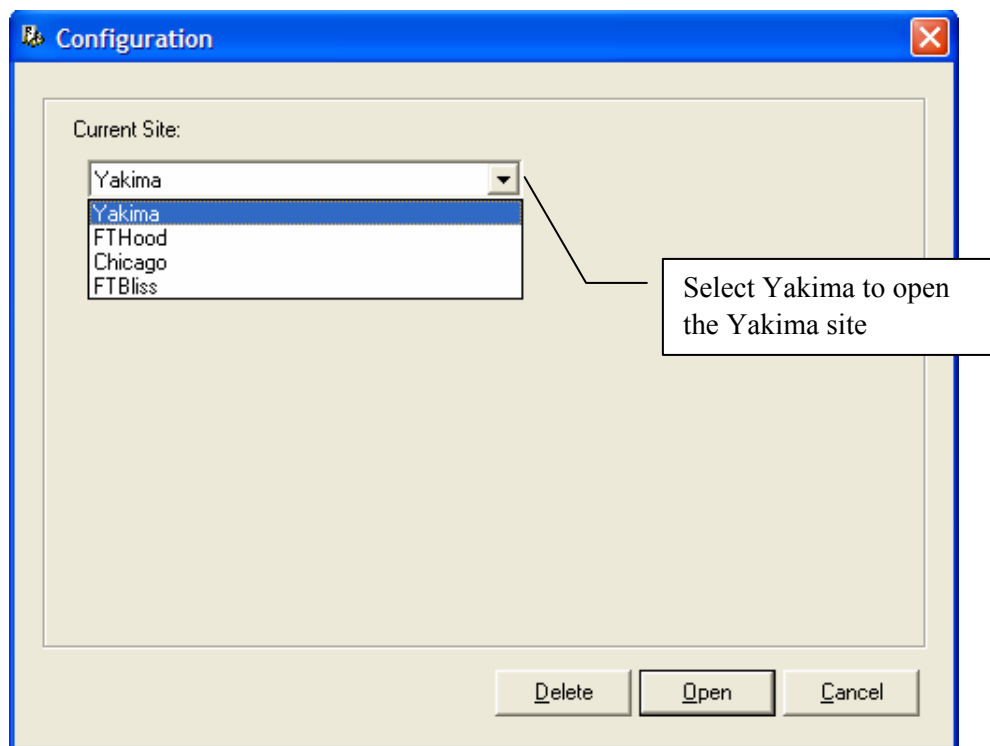 Configuration
Current Site:
Yakima
Yakima
FTHood
Chicago
FTBliss
Select Yakima to open
the Yakima site
Delete
Open
Cancel